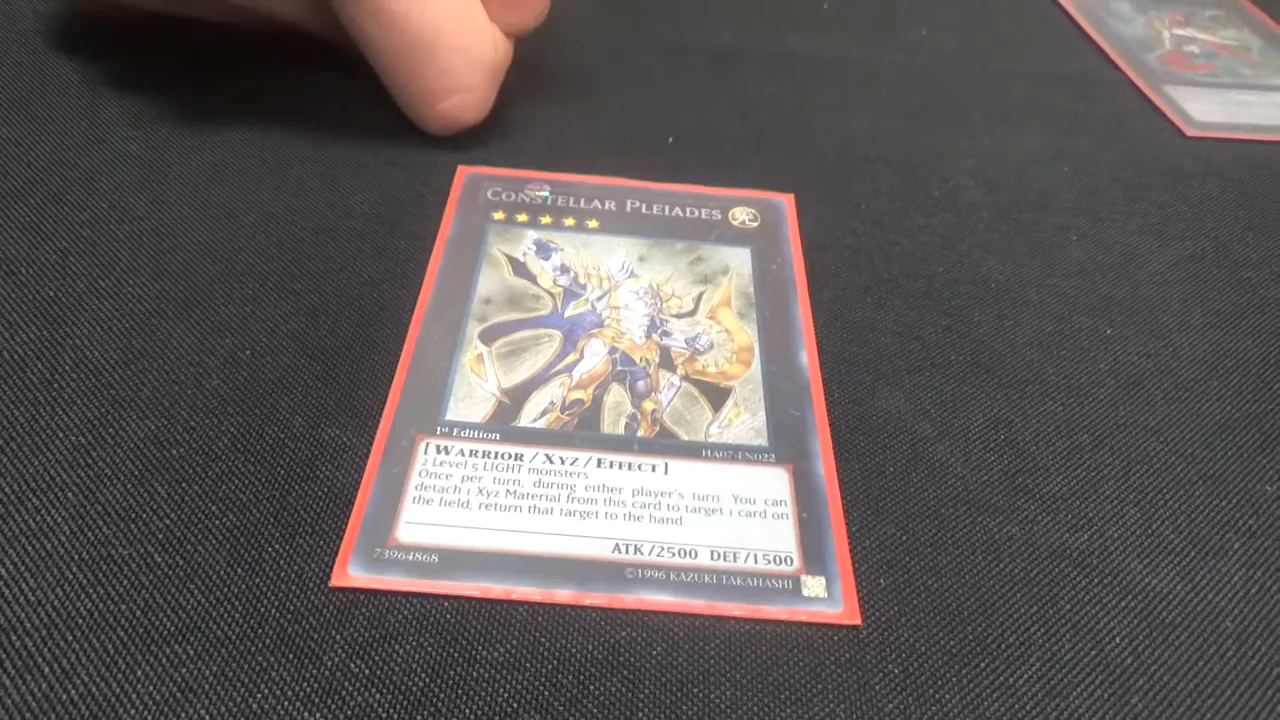 CONSTELLAR PLEIADES
光
1st Edition
HA07-EN022
[WARRIOR/XYZ/EFFECT]
2 Level 5 LIGHT monsters
Once per turn, during either player's turn: You can
detach 1 Xyz Material from this card to target 1 card on
the field; return that target to the hand.
ATK/2500 DEF/1500
73964868
©1996 KAZUKI TAKAHASHI